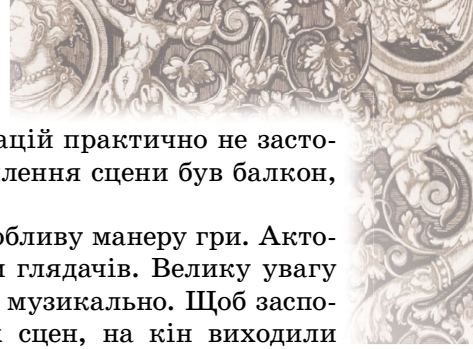 ацій практично не засто-
лення сцени був балкон,
обливу манеру гри. Акто-
глядачів. Велику увагу
музикально. Щоб заспо-
сцен, на кін виходили